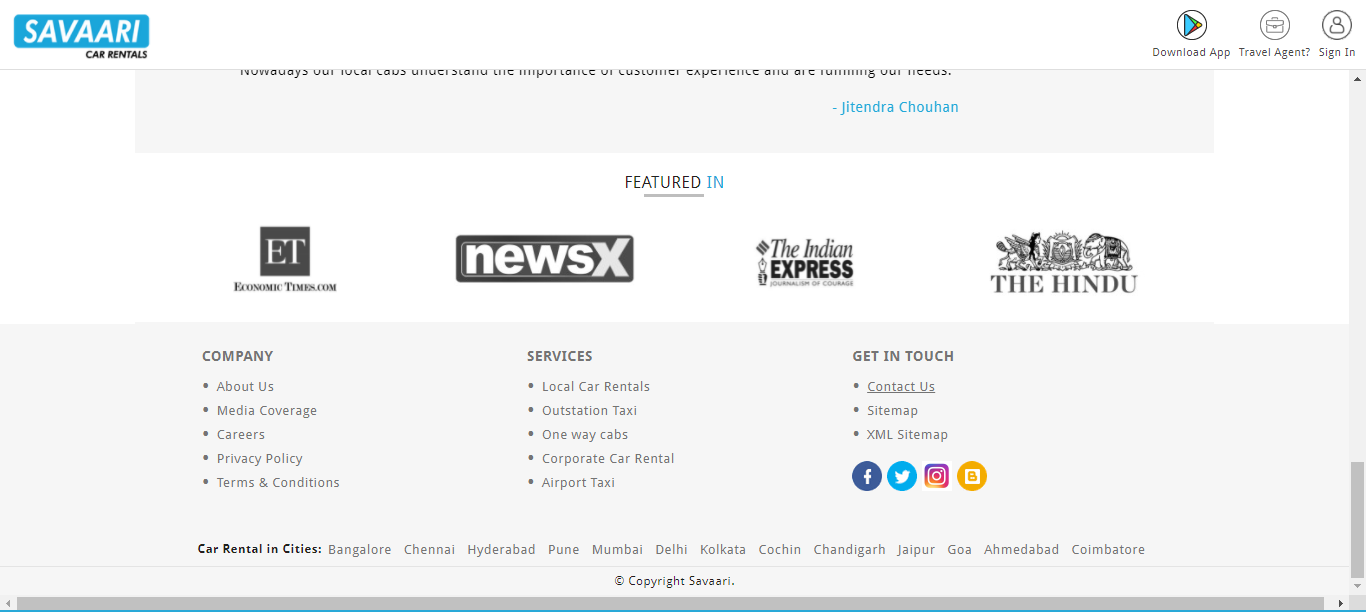 SAVAARI
CAR RENTALS
Download App
Travel Agent?
Sign In
Nowadays our local cabs understand the importance of customer experience and are fulfilling our needs.
- Jitendra Chouhan
FEATURED IN
ET
ECONOMIC TIMES.COM
newsX
The Indian
EXPRESS
JOURNALISM OF COURAGE
THE HINDU
COMPANY
• About Us
• Media Coverage
• Careers
• Privacy Policy
• Terms & Conditions
SERVICES
• Local Car Rentals
• Outstation Taxi
• One way cabs
• Corporate Car Rental
• Airport Taxi
GET IN TOUCH
• Contact Us
• Sitemap
• XML Sitemap
Car Rental in Cities: Bangalore Chennai Hyderabad Pune Mumbai Delhi Kolkata Cochin Chandigarh Jaipur Goa Ahmedabad Coimbatore
© Copyright Savaari.